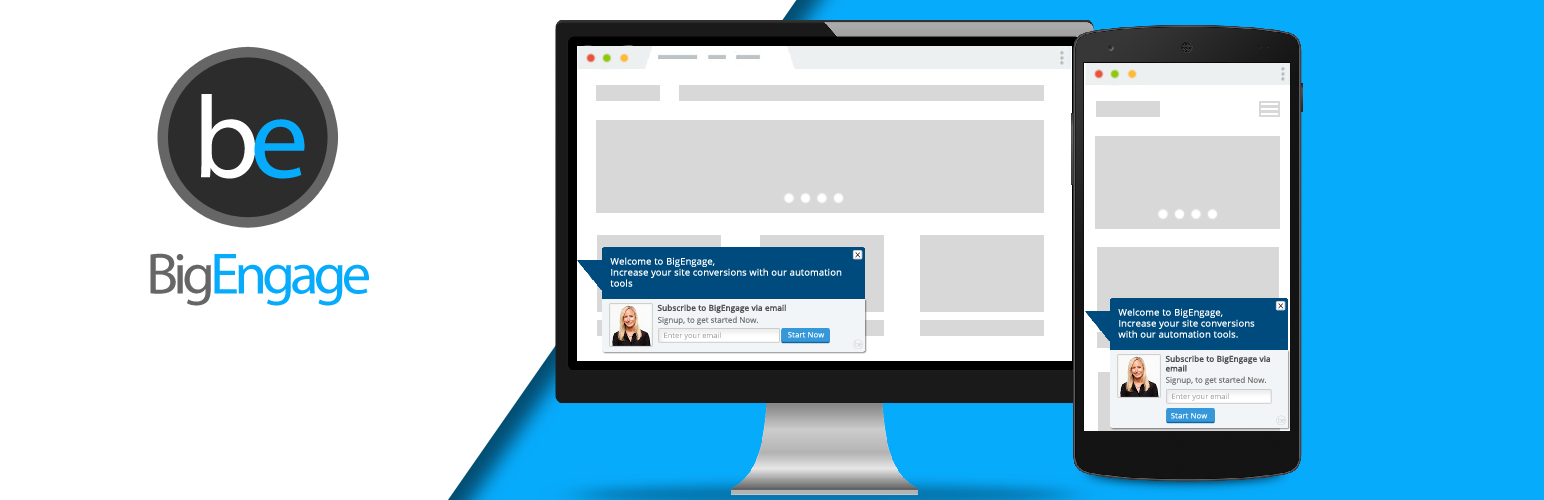 be
BigEngage
Welcome to BigEngage,
Increase your site conversions with our automation
tools
X
Subscribe to BigEngage via email
Signup, to get started Now.
Enter your email
Start Now
be
Welcome to BigEngage,
Increase your site conversions
with our automation tools.
X
Subscribe to BigEngage via
email
Signup, to get started Now.
Enter your email
Start Now
be